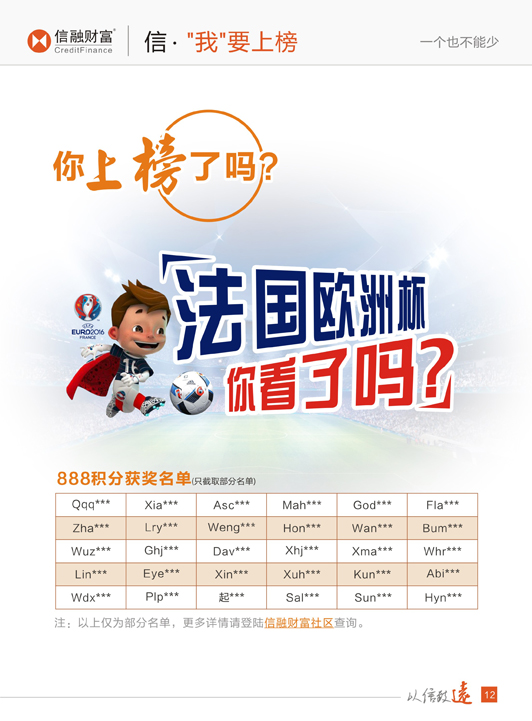 信融财富
CreditFinance
信·"我"要上榜
一个也不能少
你上榜了吗?
「法国欧洲杯
你看了吗?」
UEFA
EURO2016
FRANCE
16
888积分获奖名单(只截取部分名单)
Qqq*** Xia*** Asc*** Mah*** God*** Fla***
Zha*** Lry*** Weng*** Hon*** Wan*** Bum***
Wuz*** Ghj*** Dav*** Xhj*** Xma*** Whr***
Lin*** Eye*** Xin*** Xuh*** Kun*** Abi***
Wdx*** Plp*** 起/*** Sal*** Sun*** Hyn***
注：以上仅为部分名单，更多详情请登陆信融财富社区查询。
以信致远 12